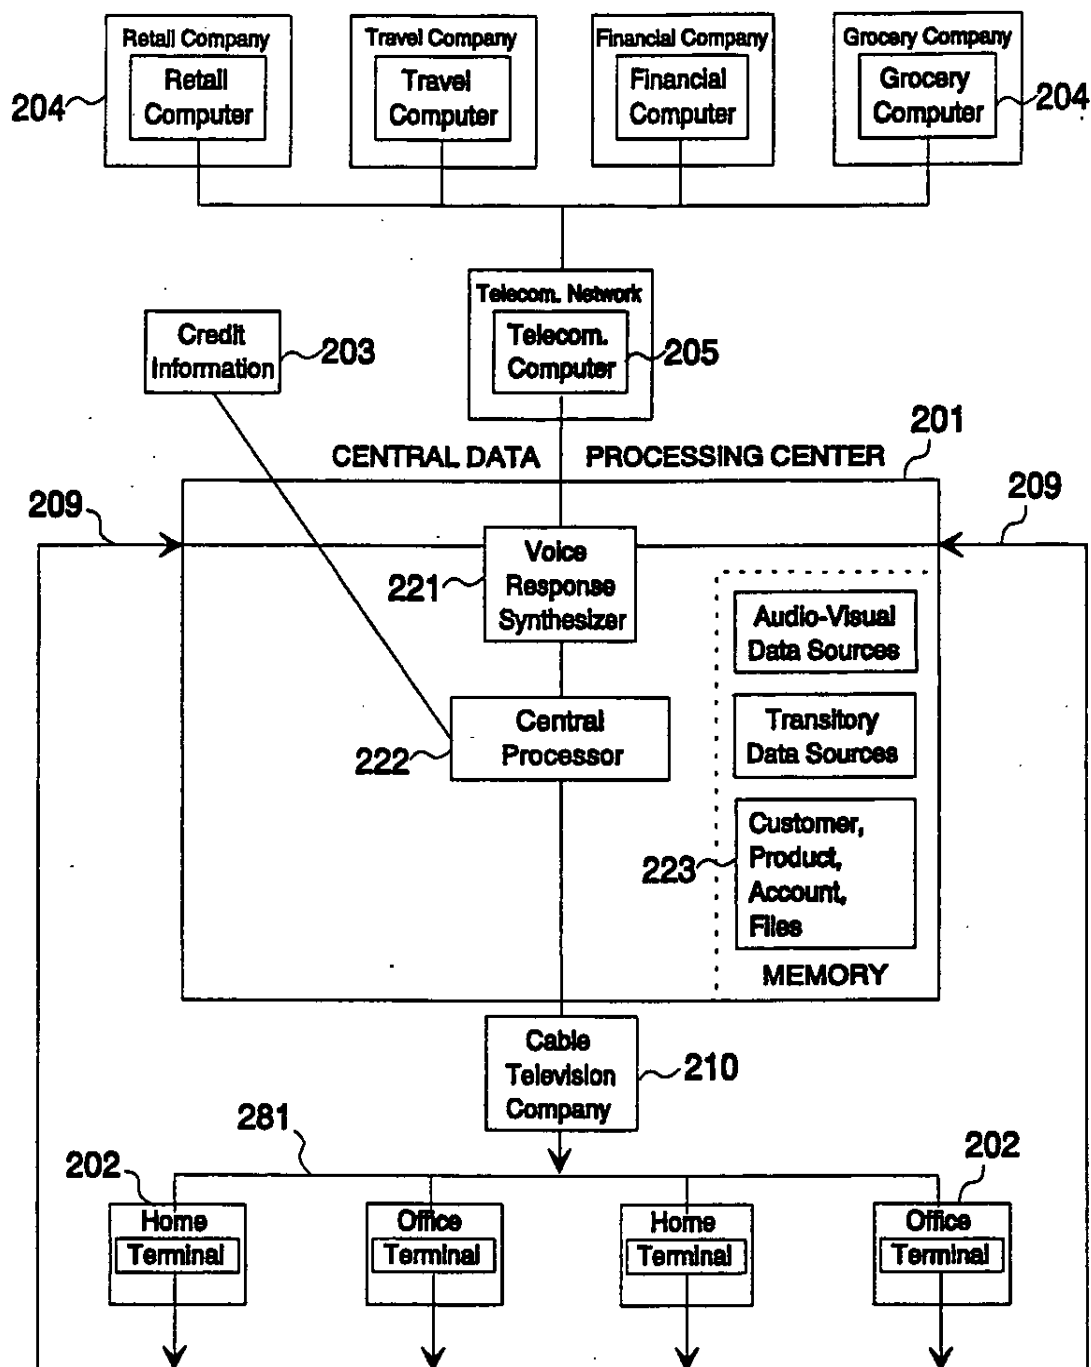 Retail Company
Travel Company
Financial Company
Grocery Company
Retail
Computer
Travel
Computer
Financial
Computer
Grocery
Computer
204
204
Telecom. Network
Telecom.
Computer
205
Credit
Information
203
201
CENTRAL DATA PROCESSING CENTER
209
209
Voice
Response
Synthesizer
221
Audio-Visual
Data Sources
Central
Processor
222
Transitory
Data Sources
Customer,
Product,
Account,
Files
223
MEMORY
Cable
Television
Company
210
281
202
202
Home
Terminal
Office
Terminal
Home
Terminal
Office
Terminal